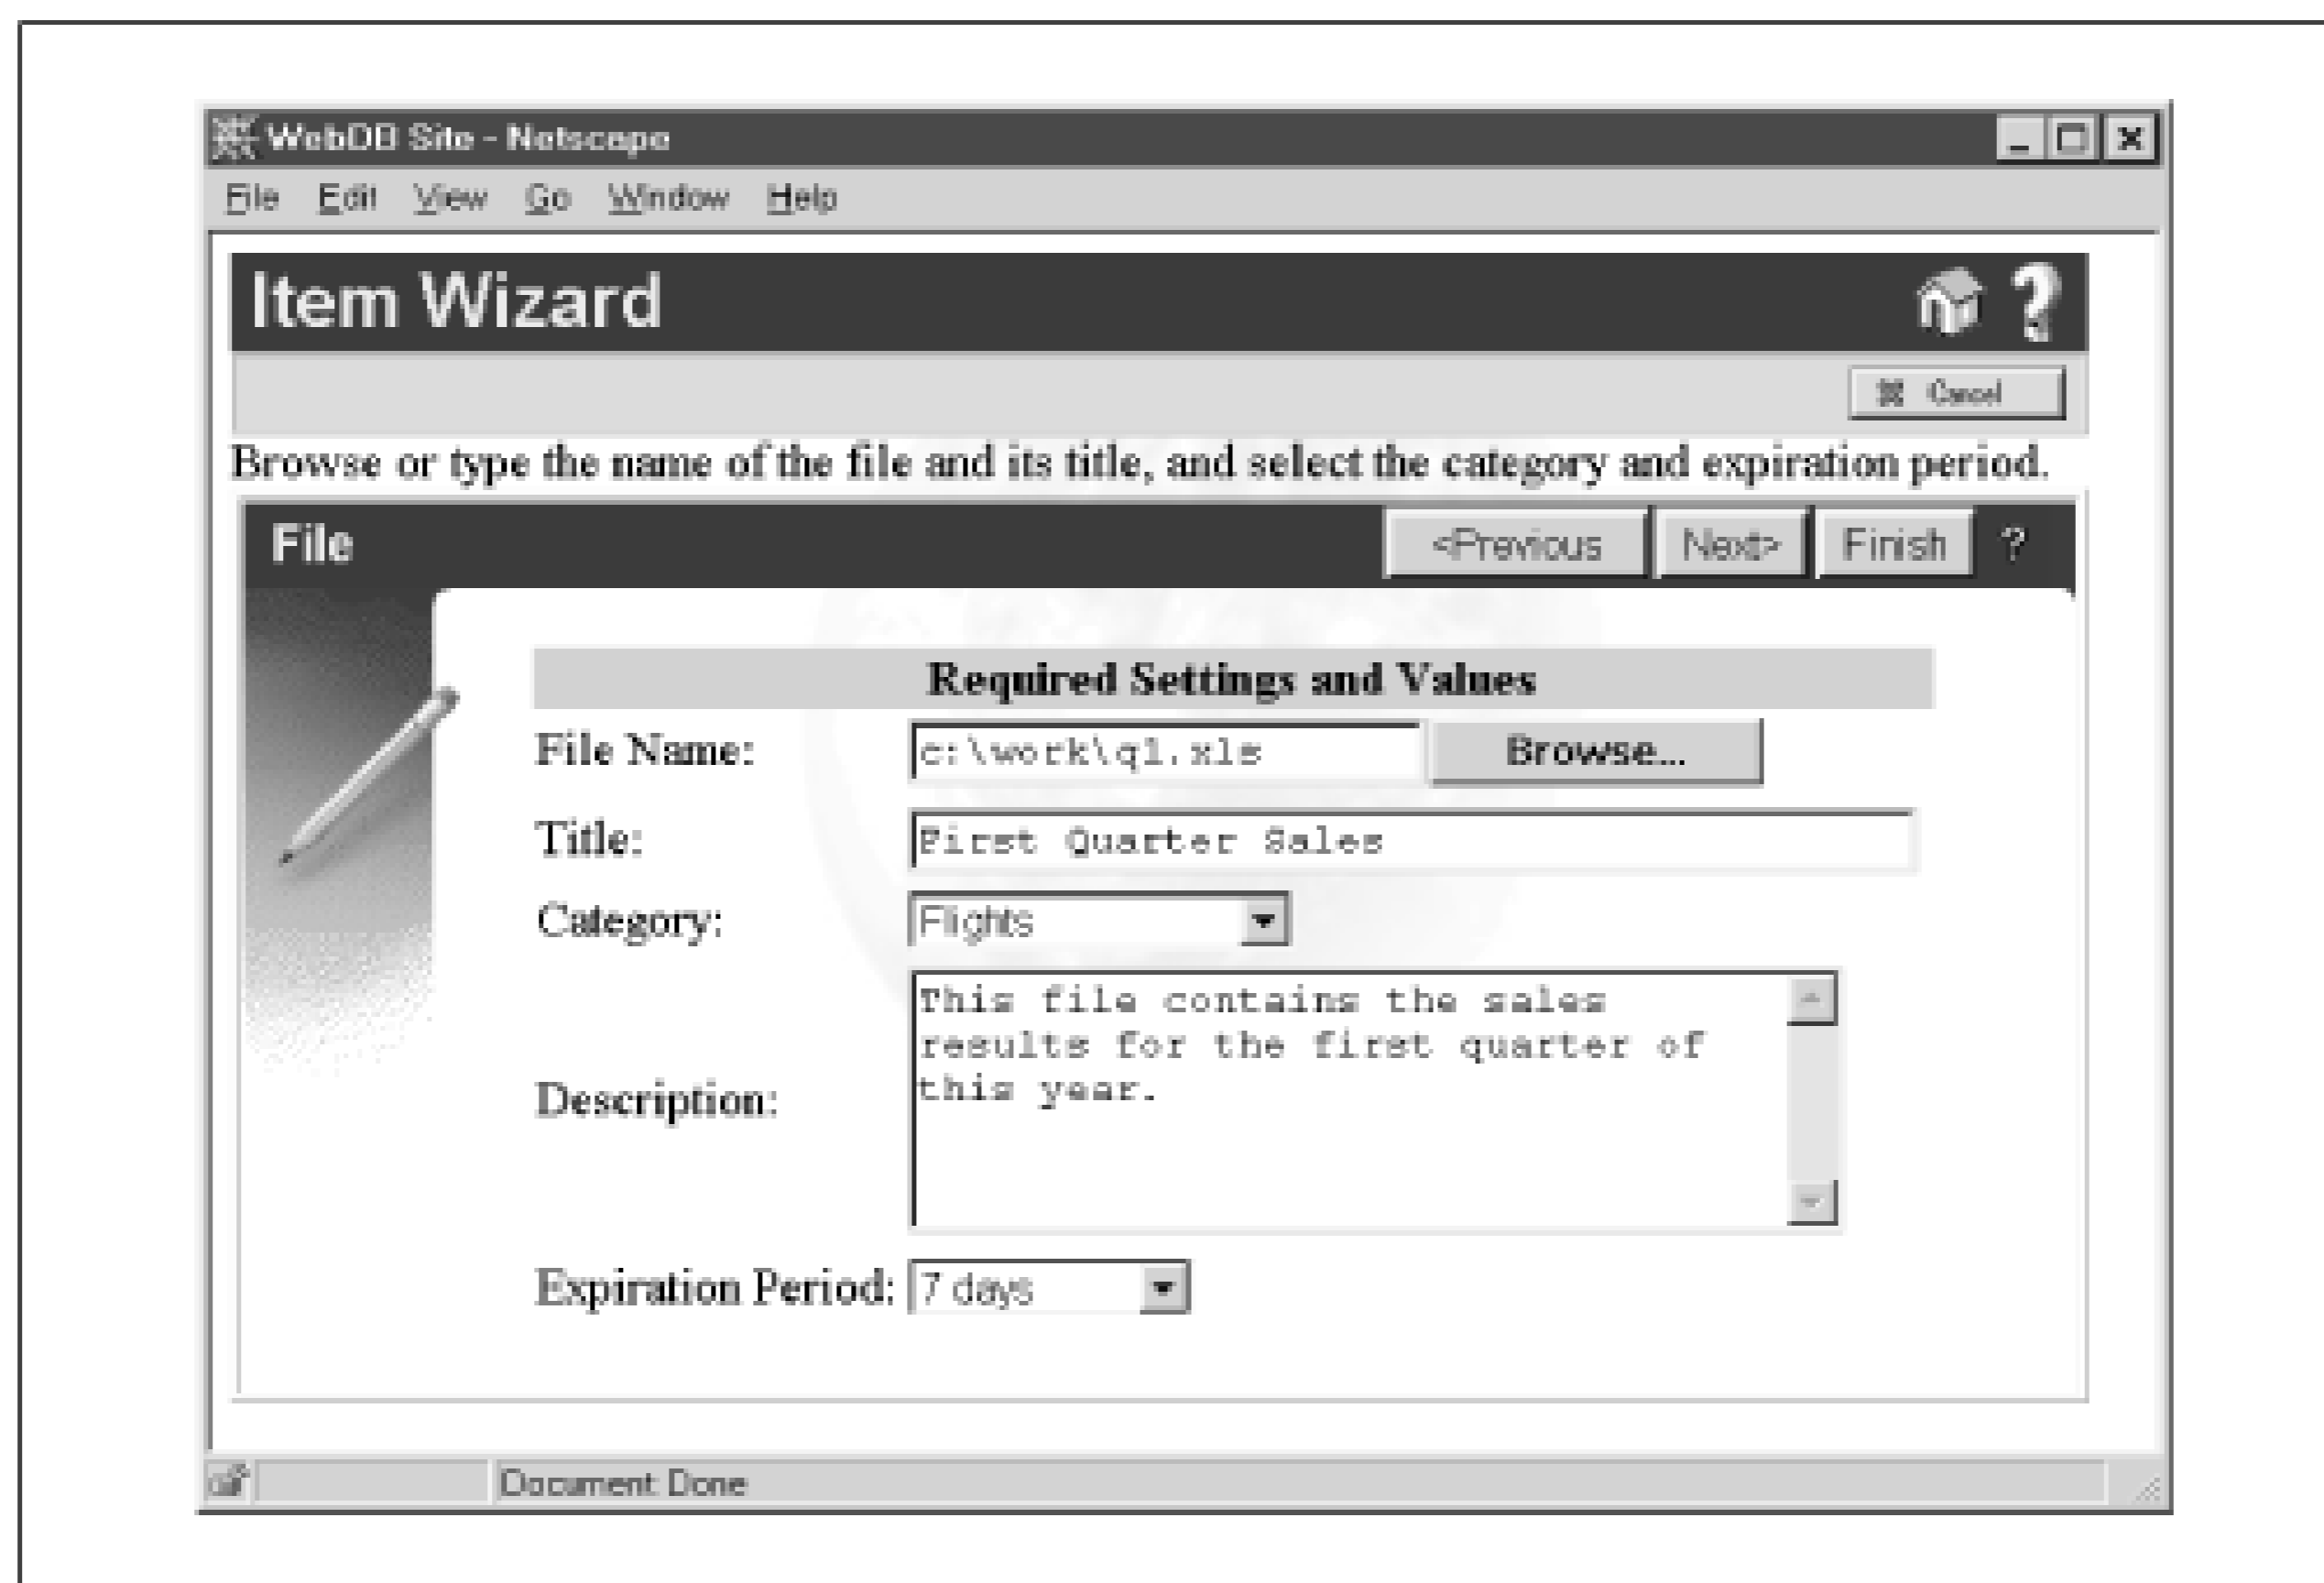 WebDB Site - Netscape
File Edit View Go Window Help
Item Wizard ?
Cancel
Browse or type the name of the file and its title, and select the category and expiration period.
File <Previous Next> Finish ?
Required Settings and Values
File Name: c:\work\q1.xls Browse...
Title: First Quarter Sales
Category: Flights
This file contains the sales
results for the first quarter of
this year.
Description:
Expiration Period: 7 days
Document: Done